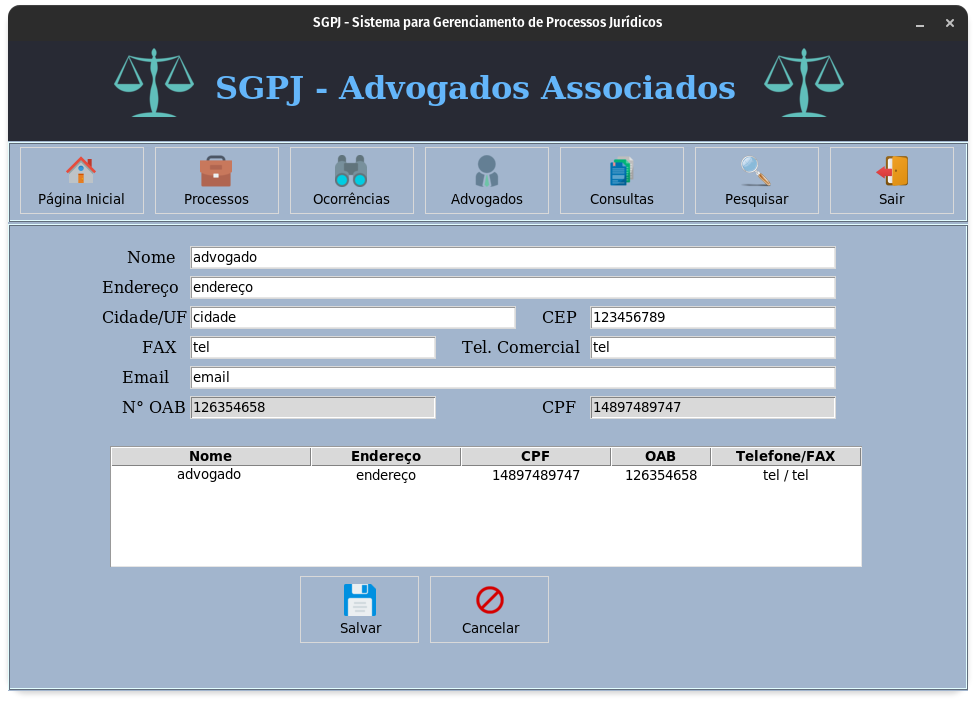 SGPJ - Sistema para Gerenciamento de Processos Jurídicos
SGPJ - Advogados Associados
Página Inicial Processos Ocorrências Advogados Consultas Pesquisar Sair
Nome advogado
Endereço endereço
Cidade/UF cidade CEP 123456789
FAX tel Tel. Comercial tel
Email email
N° OAB 126354658 CPF 14897489747
Nome Endereço CPF OAB Telefone/FAX
advogado endereço 14897489747 126354658 tel / tel
Salvar Cancelar